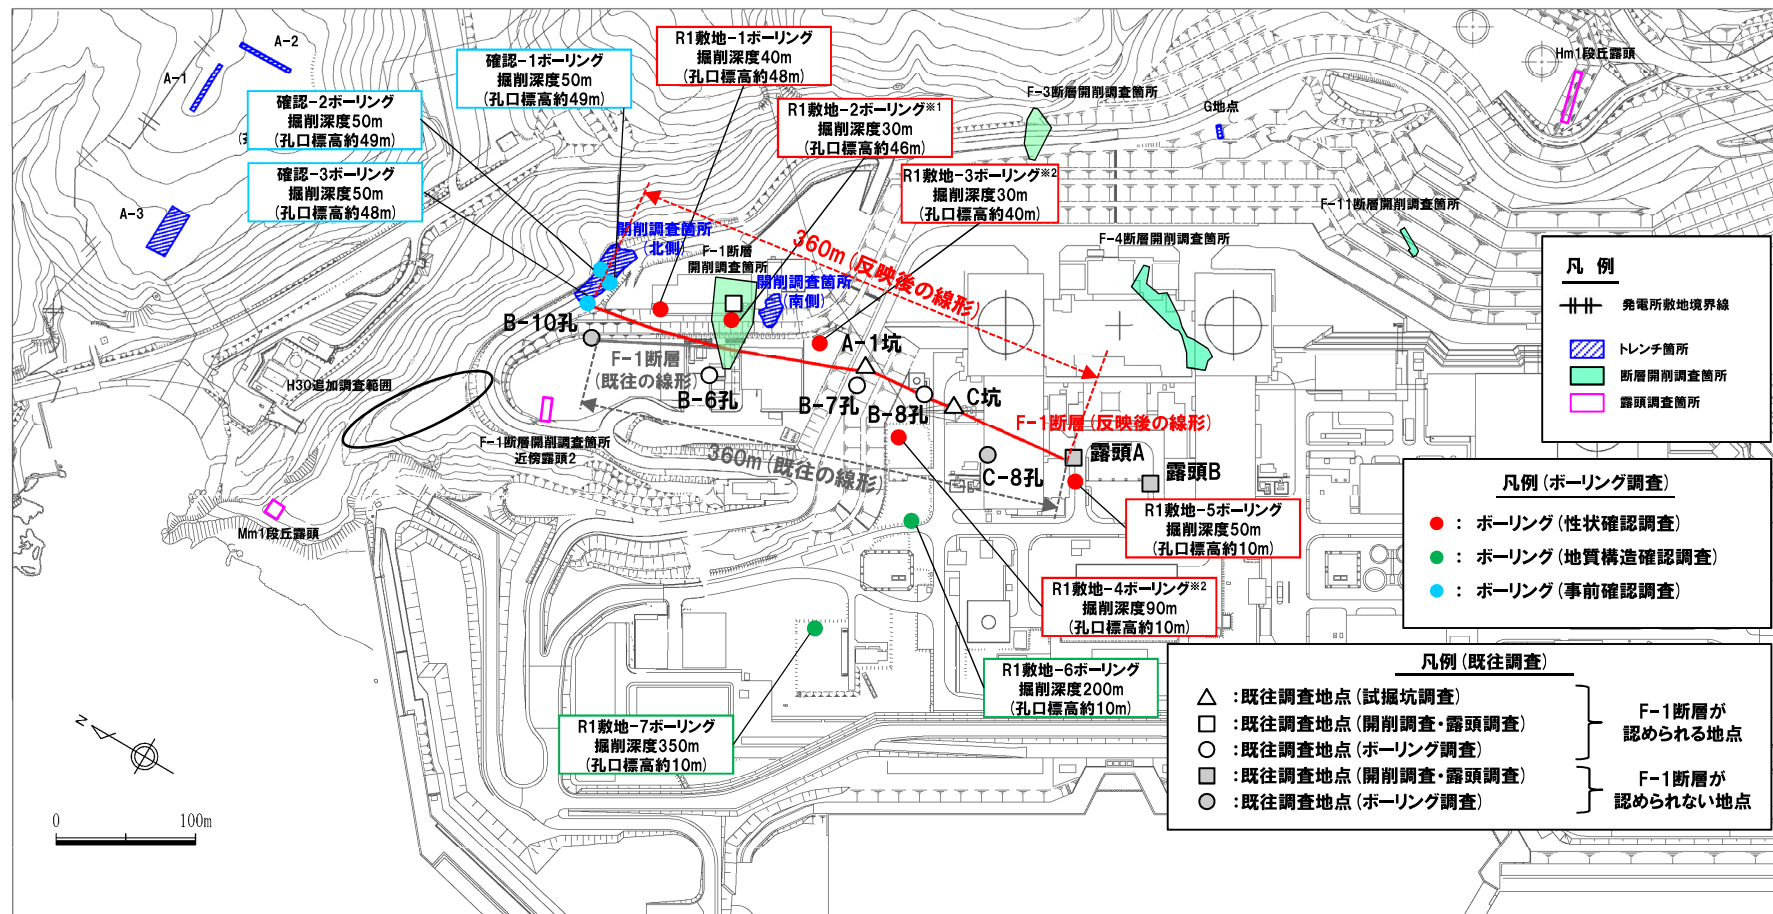 A-2
A-1
A-3
確認-1ボーリング
掘削深度50m
(孔口標高約49m)
R1敷地-1ボーリング
掘削深度40m
(孔口標高約48m)
確認-2ボーリング
掘削深度50m
(孔口標高約49m)
R1敷地-2ボーリング※1
掘削深度30m
(孔口標高約46m)
確認-3ボーリング
掘削深度50m
(孔口標高約48m)
R1敷地-3ボーリング※2
掘削深度30m
(孔口標高約40m)
F-3断層開削調査箇所
G地点
Hm1段丘露頭
F-11断層開削調査箇所
F-4断層開削調査箇所
開削調査箇所
(北側)
F-1断層
開削調査箇所
開削調査箇所
(南側)
360m(反映後の線形)
B-10孔
F-1断層
(既往の線形)
A-1坑
B-6孔
B-7孔
B-8孔
C坑
H30追加調査範囲
F-1断層開削調査箇所
近傍露頭2
360m(既往の線形)
F-1断層(反映後の線形)
C-8孔
露頭A
露頭B
Mm1段丘露頭
R1敷地-5ボーリング
掘削深度50m
(孔口標高約10m)
R1敷地-4ボーリング※2
掘削深度90m
(孔口標高約10m)
R1敷地-6ボーリング
掘削深度200m
(孔口標高約10m)
R1敷地-7ボーリング
掘削深度350m
(孔口標高約10m)
凡 例
発電所敷地境界線
トレンチ箇所
断層開削調査箇所
露頭調査箇所
凡例(ボーリング調査)
： ボーリング(性状確認調査)
： ボーリング(地質構造確認調査)
： ボーリング(事前確認調査)
凡例(既往調査)
：既往調査地点(試掘坑調査)
：既往調査地点(開削調査・露頭調査)
：既往調査地点(ボーリング調査)
F-1断層が
認められる地点
：既往調査地点(開削調査・露頭調査)
：既往調査地点(ボーリング調査)
F-1断層が
認められない地点
N
0 100m